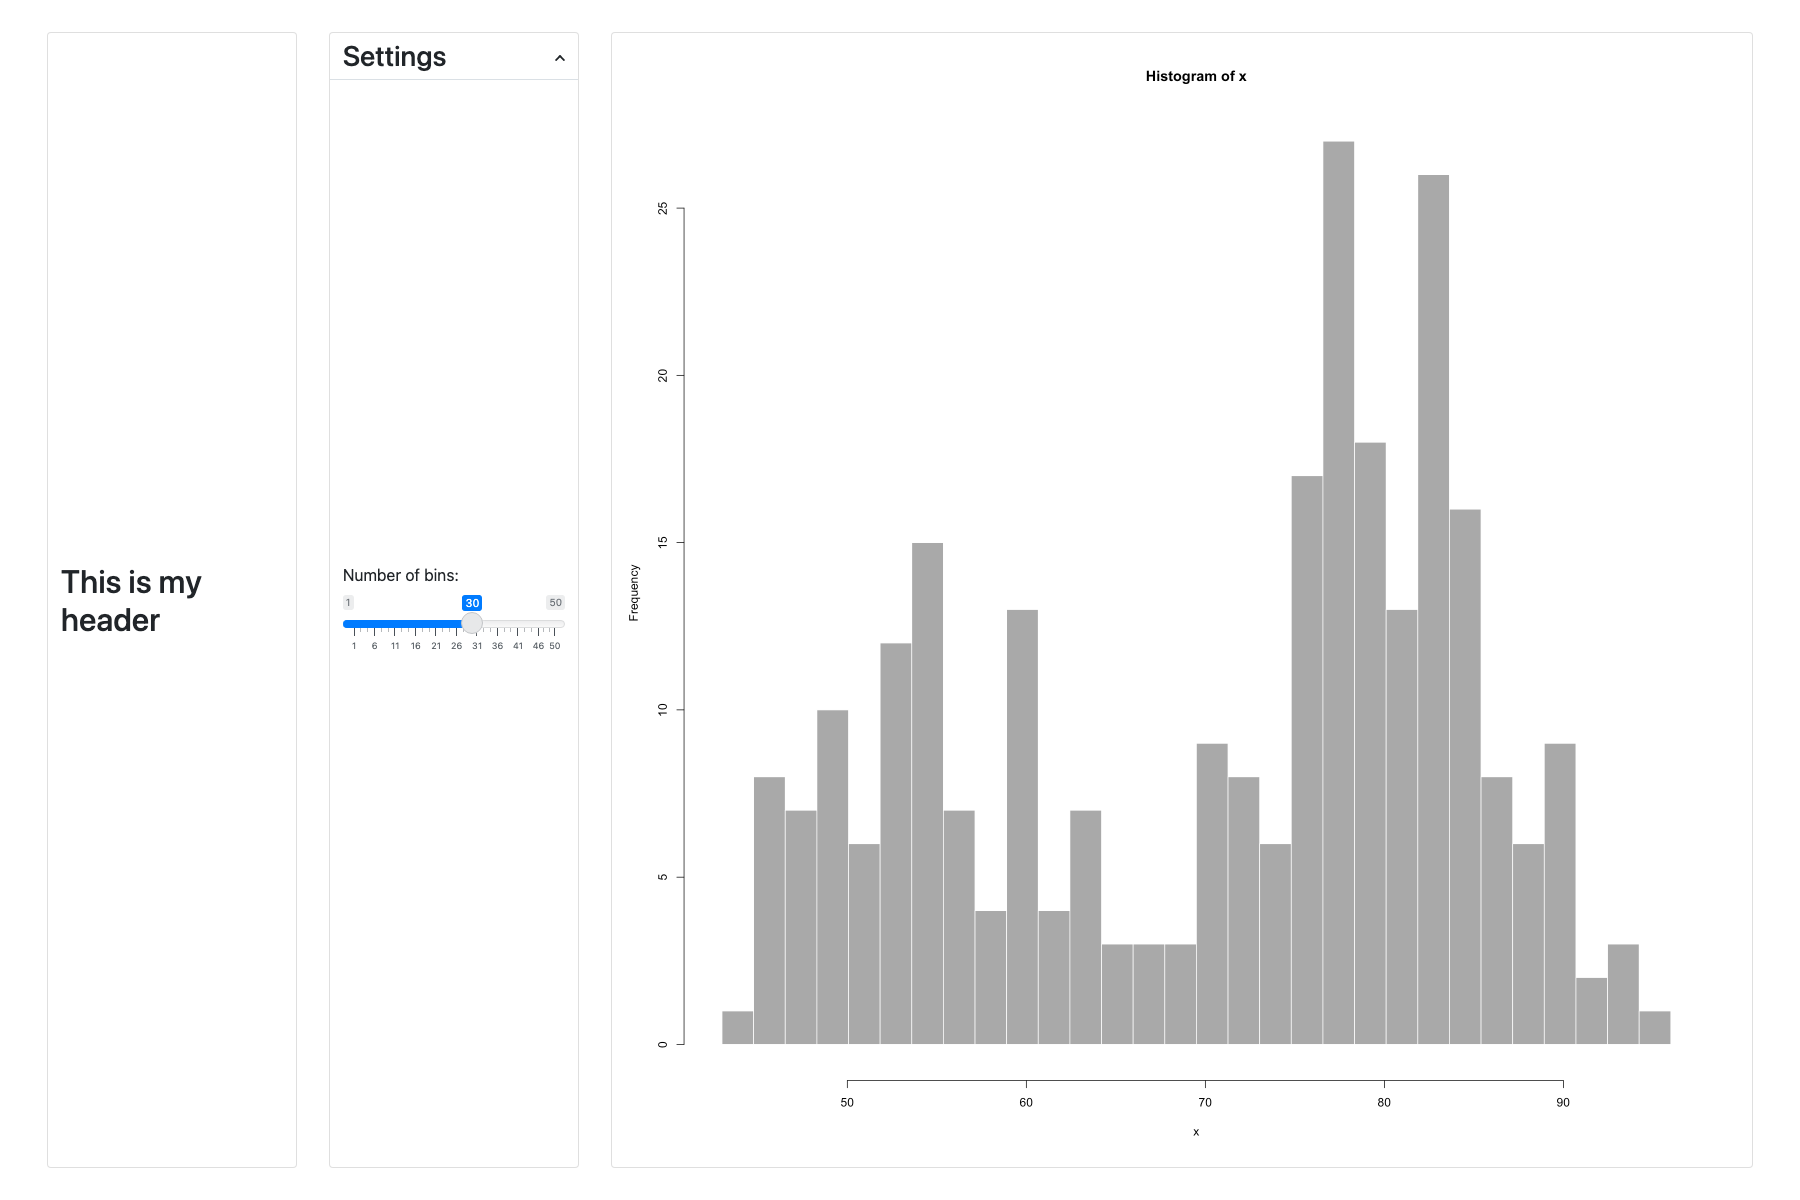 This is my
header
Settings
Number of bins:
1 30 50
1 6 11 16 21 26 31 36 41 46 50
Histogram of x
25
20
15
10
5
0
Frequency
50 60 70 80 90
x